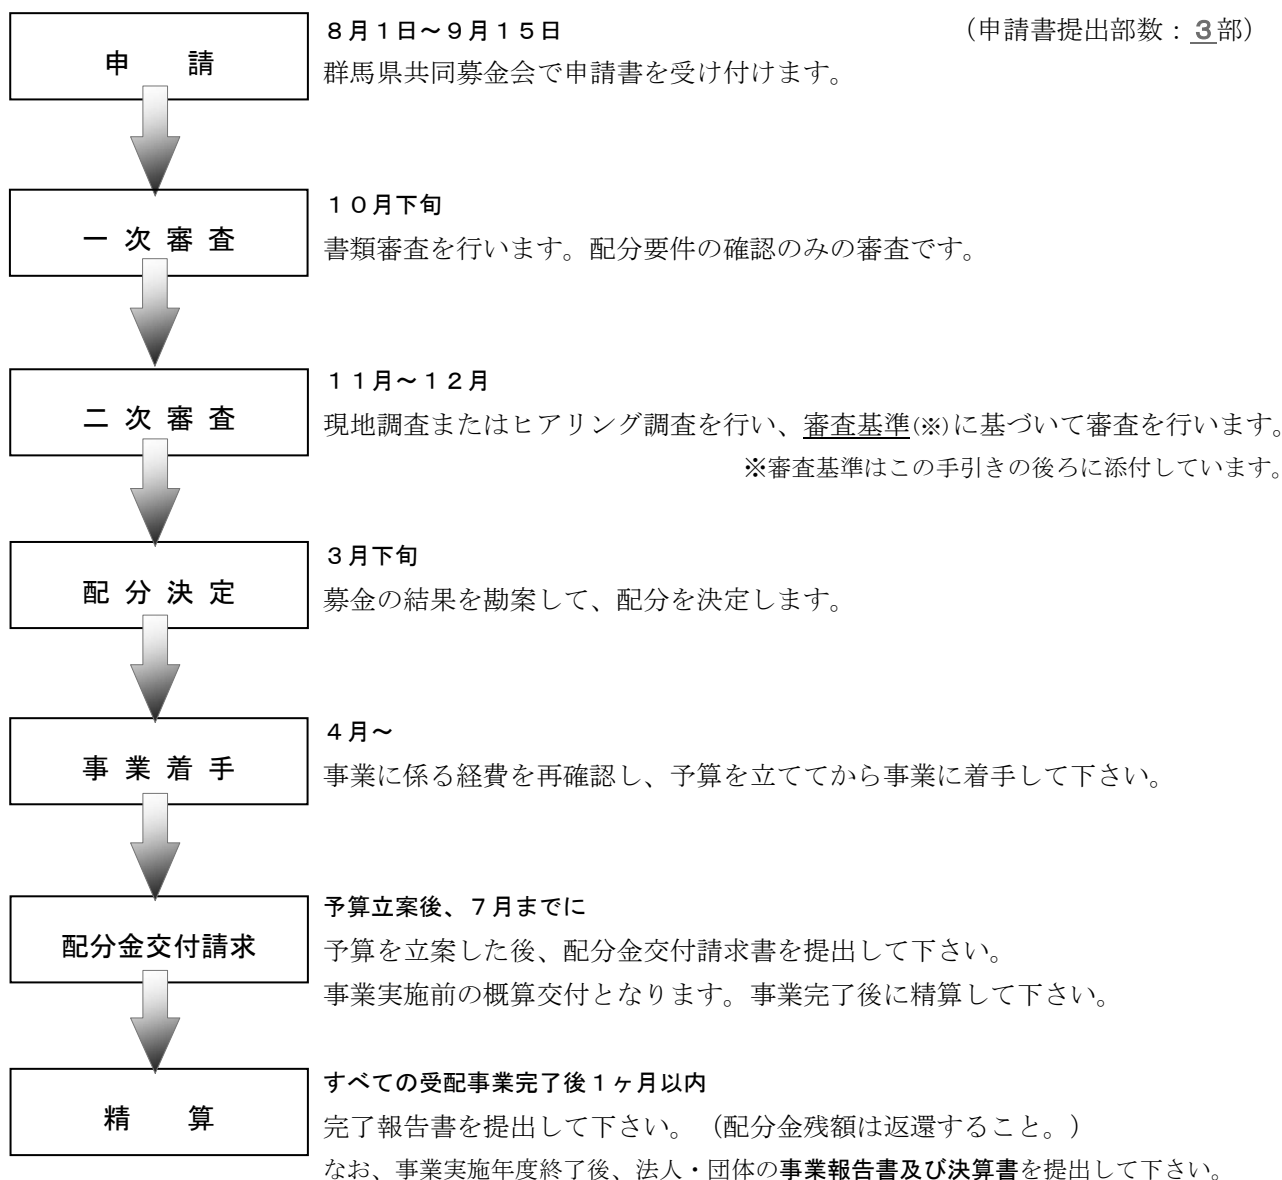 申　請
８月１日～９月１５日　（申請書提出部数：３部）
群馬県共同募金会で申請書を受け付けます。
一次審査
１０月下旬
書類審査を行います。配分要件の確認のみの審査です。
二次審査
１１月～１２月
現地調査またはヒアリング調査を行い、審査基準(※)に基づいて審査を行います。
※審査基準はこの手引きの後ろに添付しています。
配分決定
３月下旬
募金の結果を勘案して、配分を決定します。
事業着手
４月～
事業に係る経費を再確認し、予算を立ててから事業に着手して下さい。
配分金交付請求
予算立案後、７月までに
予算を立案した後、配分金交付請求書を提出して下さい。
事業実施前の概算交付となります。事業完了後に精算して下さい。
精　算
すべての受配事業完了後１ヶ月以内
完了報告書を提出して下さい。（配分金残額は返還すること。）
なお、事業実施年度終了後、法人・団体の事業報告書及び決算書を提出して下さい。